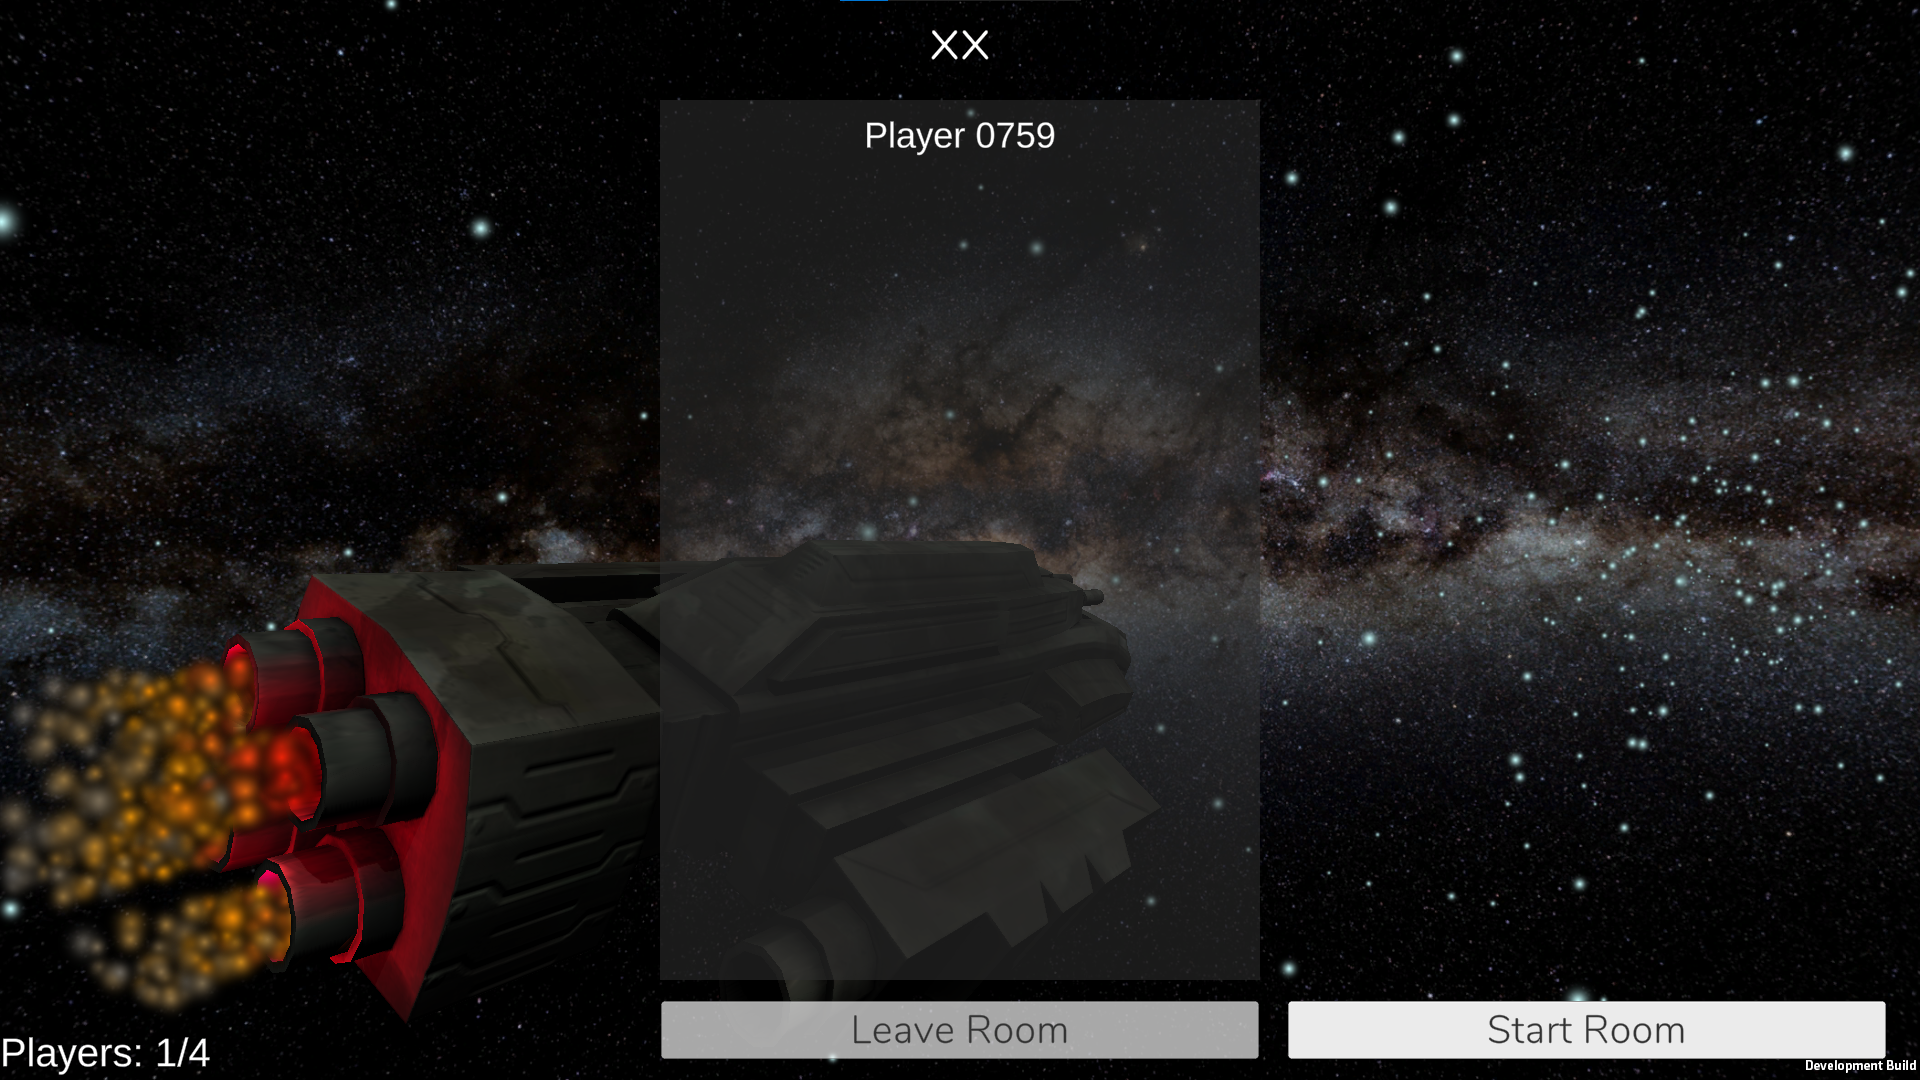 XX
Player 0759
Leave Room
Start Room
Players: 1/4
Development Build